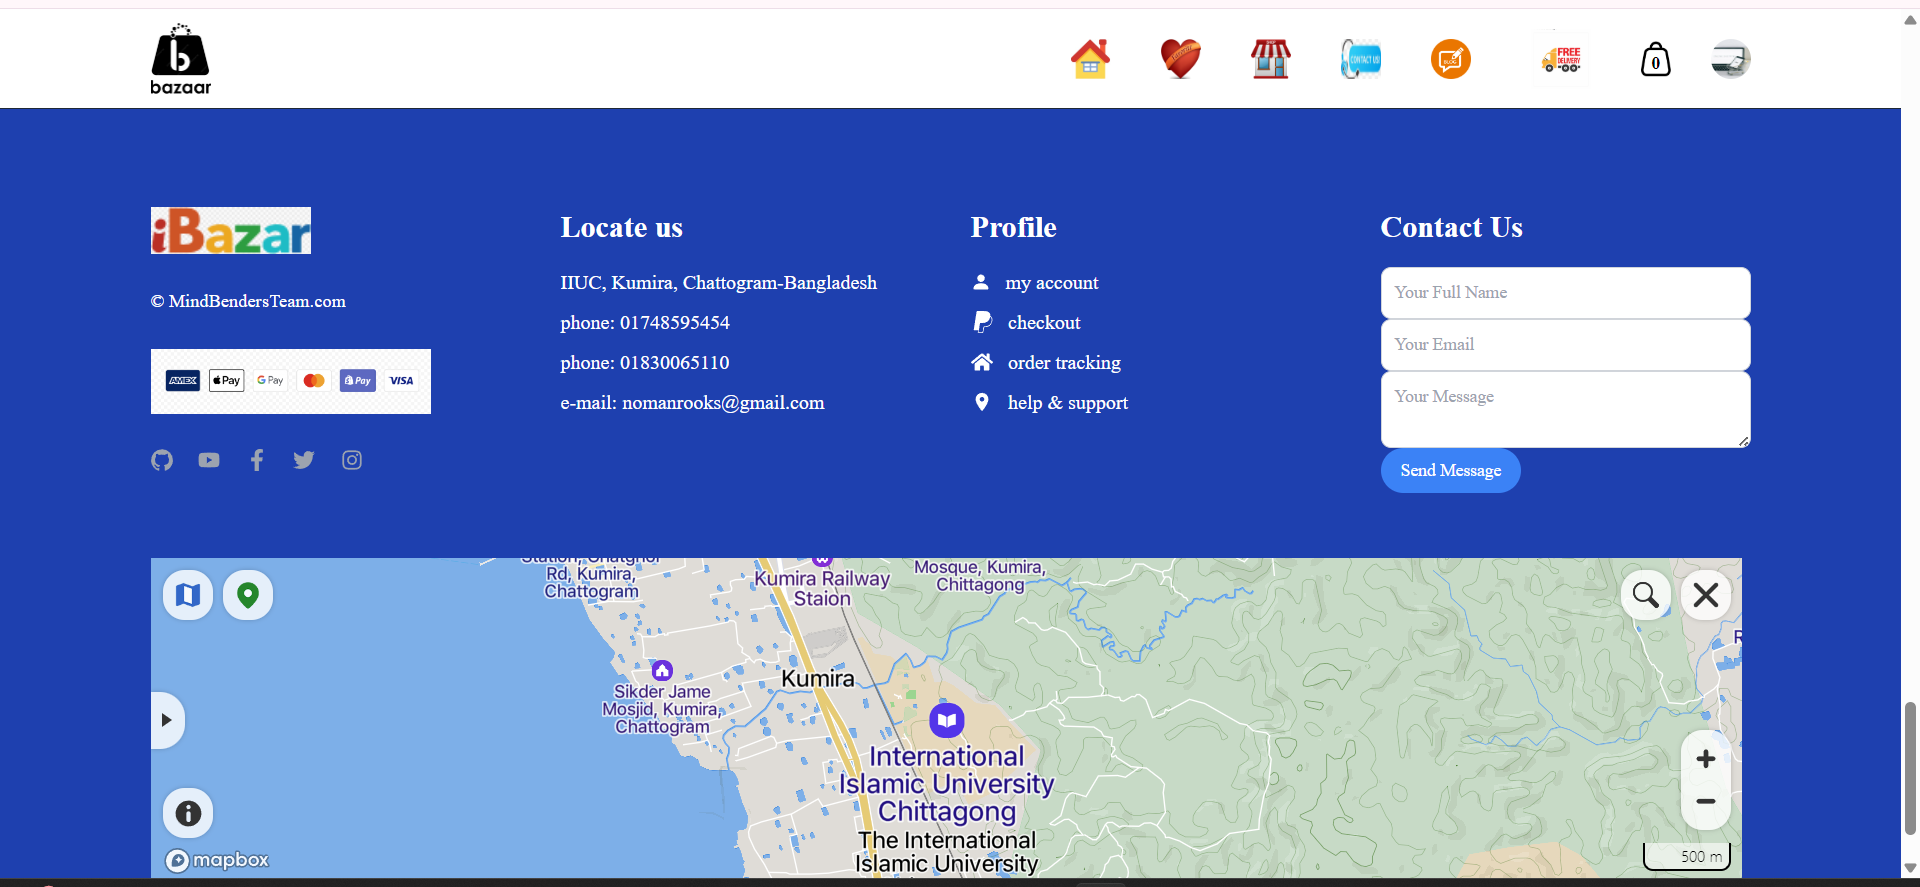 b
bazaar
CONTACT US!
BLOG
FREE
DELIVERY
0
iBazar
© MindBendersTeam.com
AMEX
Pay
G Pay
Pay
VISA
Locate us
IIUC, Kumira, Chattogram-Bangladesh
phone: 01748595454
phone: 01830065110
e-mail: nomanrooks@gmail.com
Profile
my account
checkout
order tracking
help & support
Contact Us
Your Full Name
Your Email
Your Message
Send Message
Rd, Kumira,
Chattogram
Kumira Railway
Staion
Mosque, Kumira,
Chittagong
Kumira
Sikder Jame
Mosjid, Kumira,
Chattogram
International
Islamic University
Chittagong
The International
Islamic University
mapbox
500 m